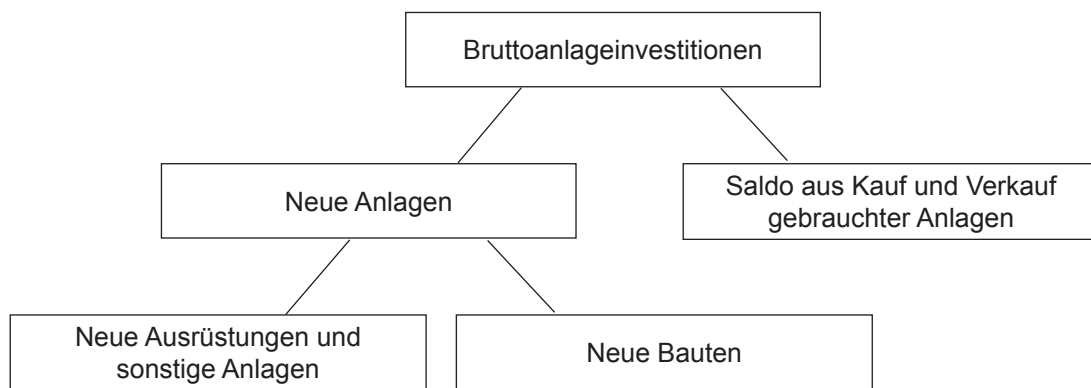 Bruttoanlageinvestitionen
Neue Anlagen
Saldo aus Kauf und Verkauf
gebrauchter Anlagen
Neue Ausrüstungen und
sonstige Anlagen
Neue Bauten